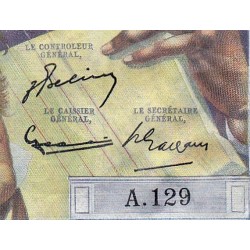 LE CONTROLEUR
GÉNÉRAL,
LE CAISSIER
GÉNÉRAL,
LE SECRÉTAIRE
GÉNÉRAL,
A.129